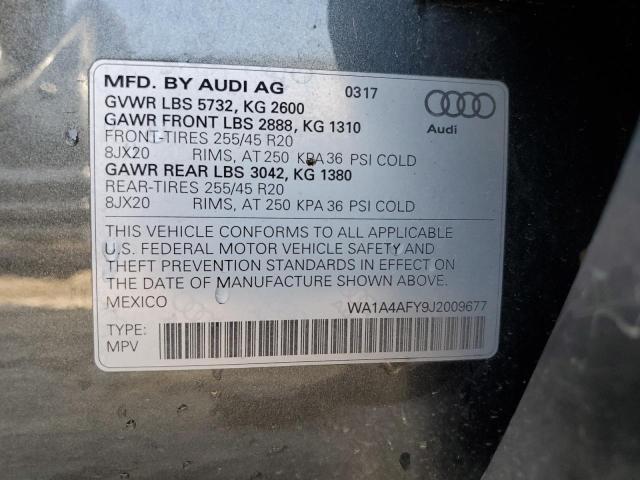 MFD. BY AUDI AG 0317
GVWR LBS 5732, KG 2600
GAWR FRONT LBS 2888, KG 1310
FRONT-TIRES 255/45 R20
8JX20 RIMS, AT 250 KPA 36 PSI COLD
GAWR REAR LBS 3042, KG 1380
REAR-TIRES 255/45 R20
8JX20 RIMS, AT 250 KPA 36 PSI COLD
Audi
THIS VEHICLE CONFORMS TO ALL APPLICABLE
U.S. FEDERAL MOTOR VEHICLE SAFETY AND
THEFT PREVENTION STANDARDS IN EFFECT ON
THE DATE OF MANUFACTURE SHOWN ABOVE.
MEXICO WA1A4AFY9J2009677
TYPE:
MPV